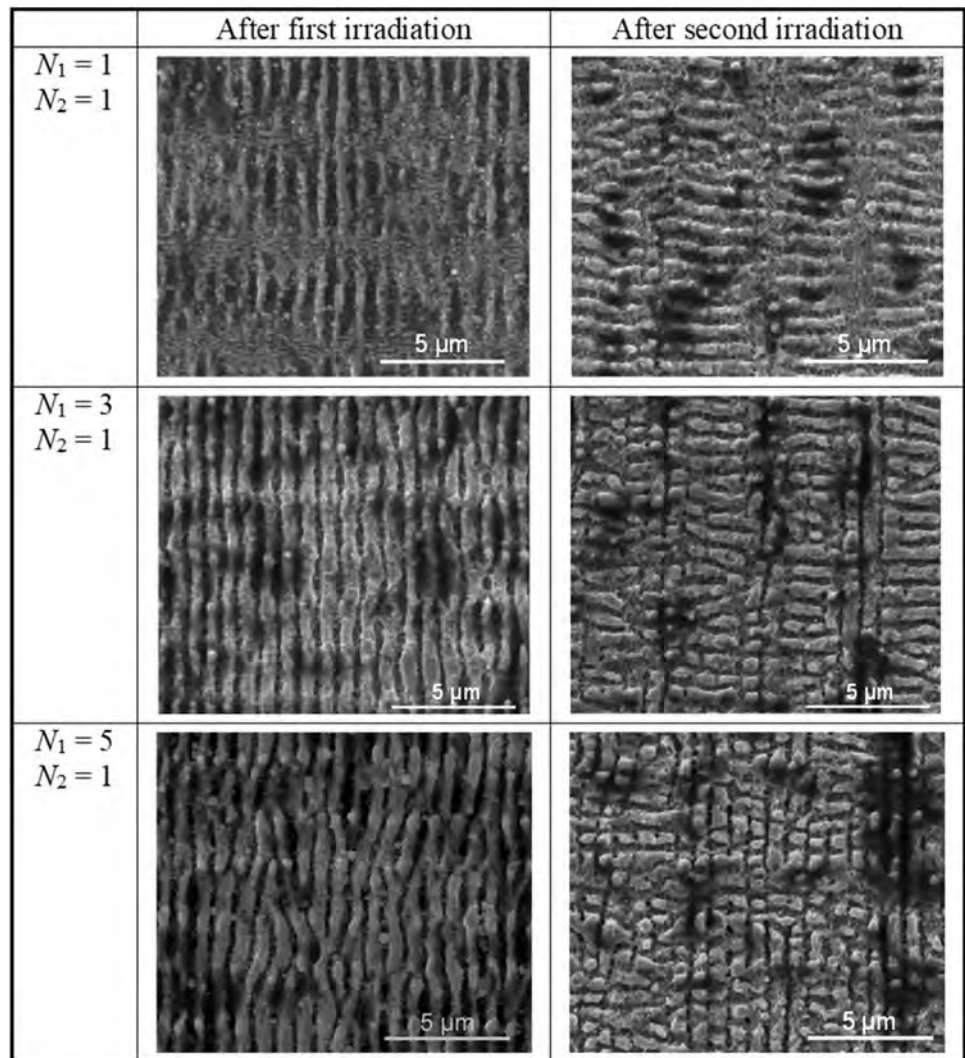 After first irradiation After second irradiation
N₁ = 1
N₂ = 1
5 µm 5 µm
N₁ = 3
N₂ = 1
5 µm 5 µm
N₁ = 5
N₂ = 1
5 µm 5 µm